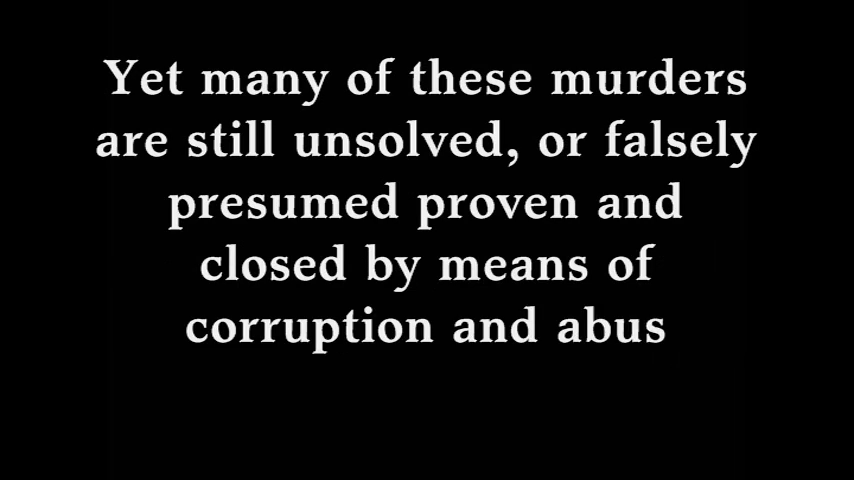 Yet many of these murders
are still unsolved, or falsely
presumed proven and
closed by means of
corruption and abus